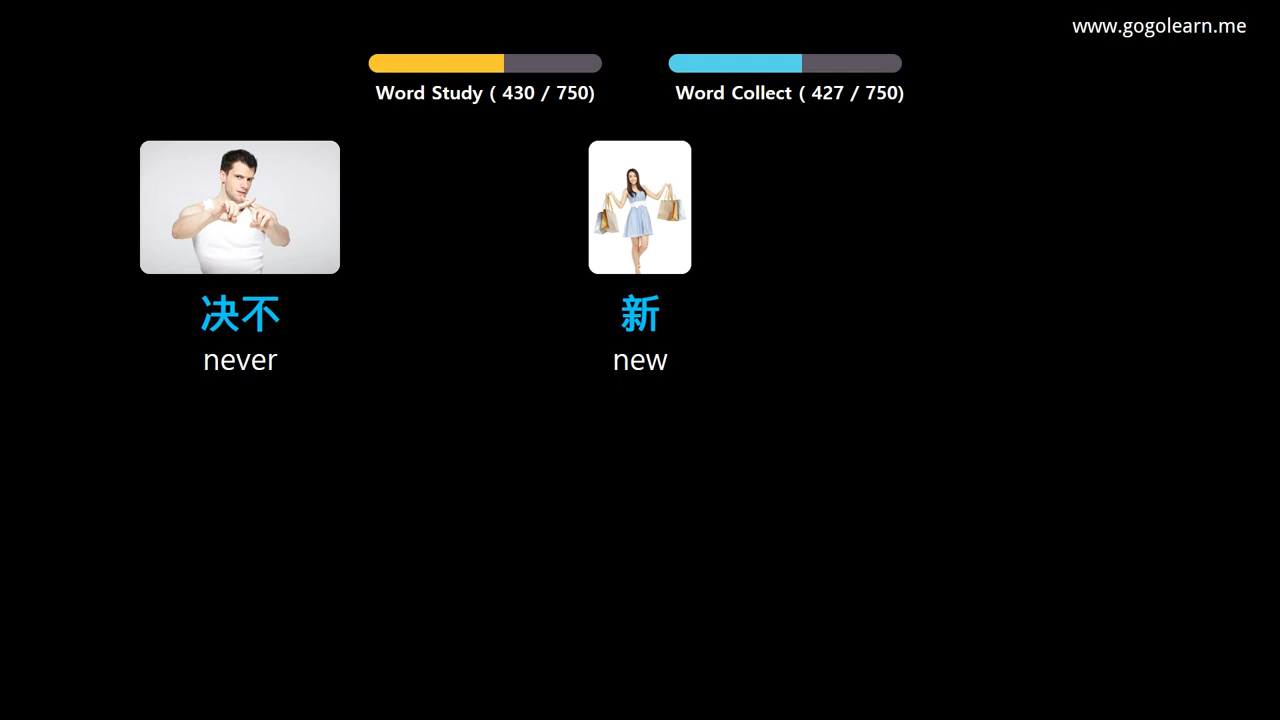 www.gogolearn.me
Word Study ( 430 / 750)
Word Collect ( 427 / 750)
决不
never
新
new